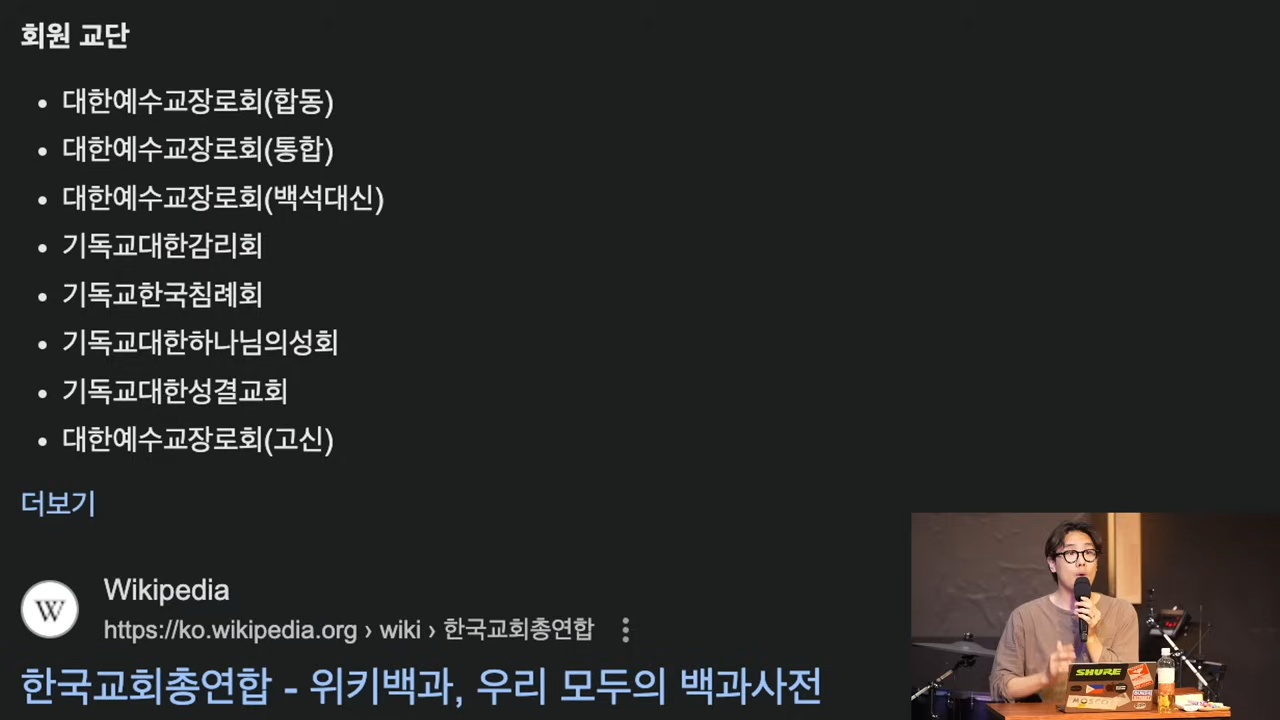 회원 교단
대한예수교장로회(합동)
대한예수교장로회(통합)
대한예수교장로회(백석대신)
기독교대한감리회
기독교한국침례회
기독교대한하나님의성회
기독교대한성결교회
대한예수교장로회(고신)
더보기
W
Wikipedia
https://ko.wikipedia.org › wiki › 한국교회총연합
한국교회총연합 - 위키백과, 우리 모두의 백과사전
SHURE